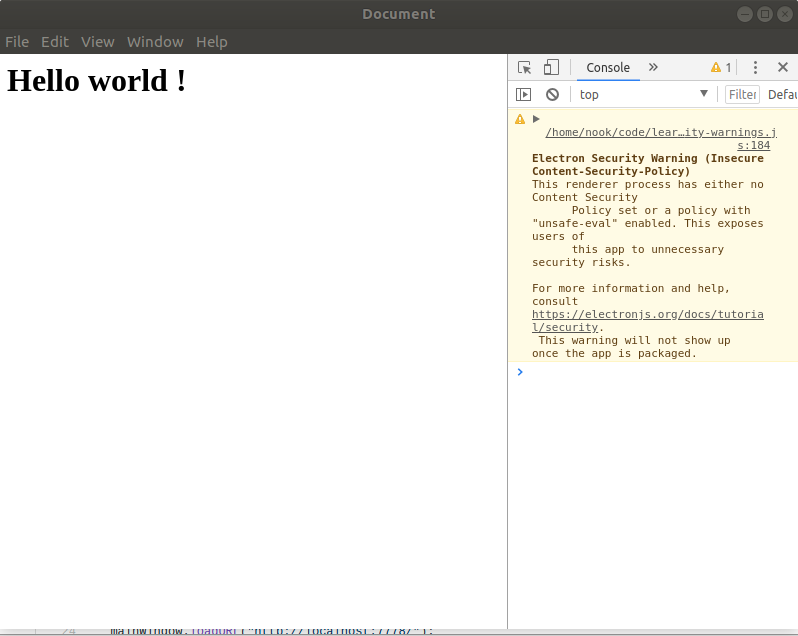 Document
File Edit View Window Help
Hello world !
Console » 1
top Filter Defau
/home/nook/code/lear…ity-warnings.j
s:184
Electron Security Warning (Insecure
Content-Security-Policy)
This renderer process has either no
Content Security
Policy set or a policy with
"unsafe-eval" enabled. This exposes
users of
this app to unnecessary
security risks.
For more information and help,
consult
https://electronjs.org/docs/tutoria
l/security.
This warning will not show up
once the app is packaged.
24 mainWindow.loadURL("http://localhost:7778/");